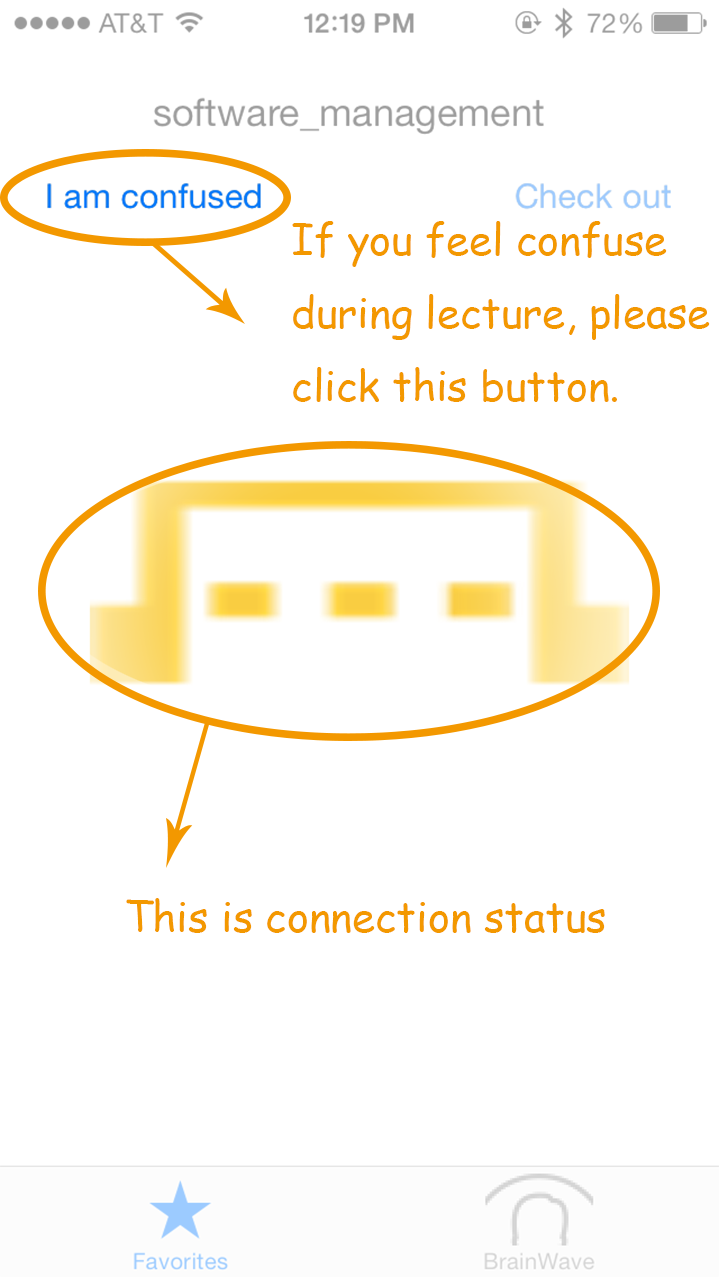 AT&T 12:19 PM 72%
software_management
I am confused
Check out
If you feel confuse
during lecture, please
click this button.
This is connection status
Favorites
BrainWave